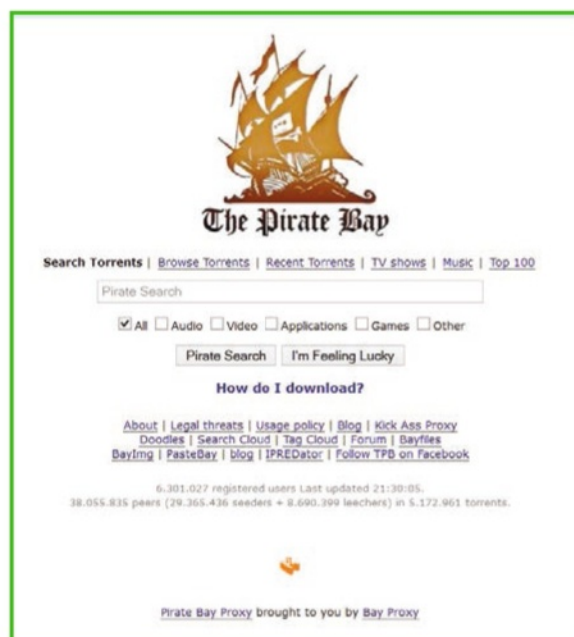 The Pirate Bay
Search Torrents | Browse Torrents | Recent Torrents | TV shows | Music | Top 100
Pirate Search
All Audio Video Applications Games Other
Pirate Search I'm Feeling Lucky
How do I download?
About | Legal threats | Usage policy | Blog | Kick Ass Proxy
Doodles | Search Cloud | Tag Cloud | Forum | Bayfiles
BayImg | PasteBay | blog | IPREDator | Follow TPB on Facebook
6.301.027 registered users Last updated 21:30:05.
38.055.835 peers (29.365.436 seeders + 8.690.399 leechers) in 5.172.961 torrents.
Pirate Bay Proxy brought to you by Bay Proxy